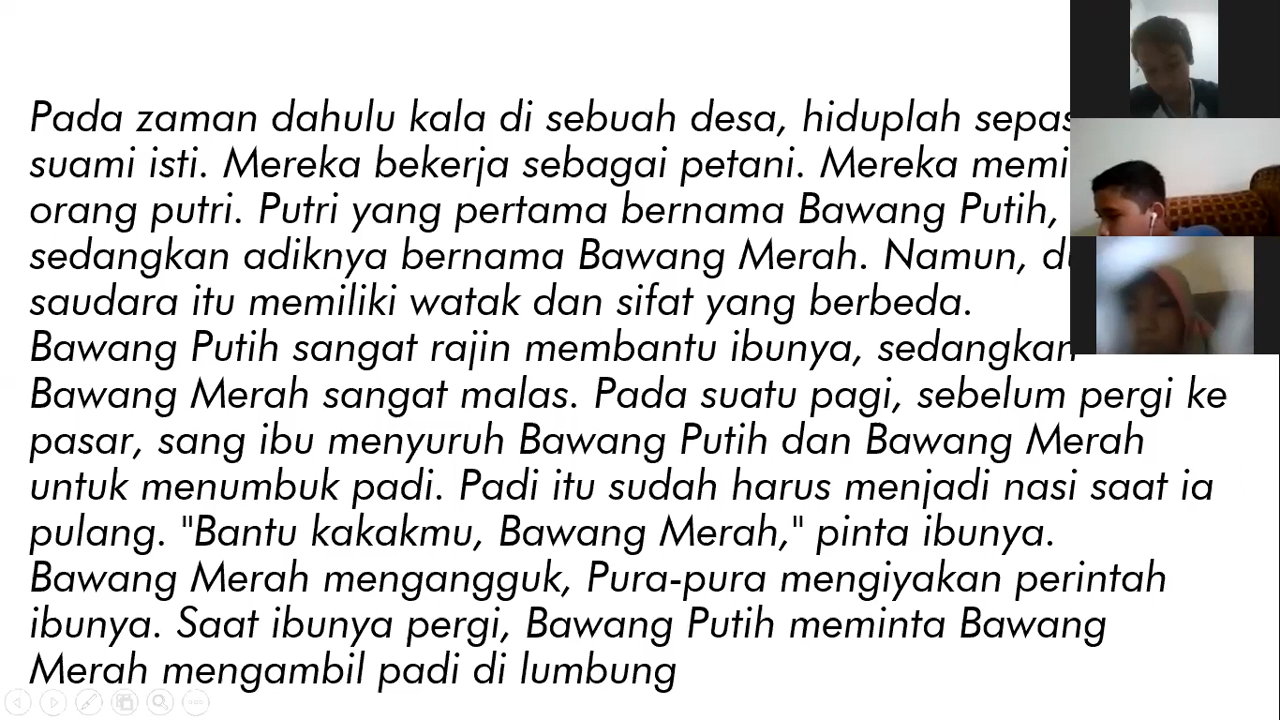 Pada zaman dahulu kala di sebuah desa, hiduplah
suami isti. Mereka bekerja sebagai petani. Mereka
orang putri. Putri yang pertama bernama Bawang Putih,
sedangkan adiknya bernama Bawang Merah. Namun,
saudara itu memiliki watak dan sifat yang berbeda.
Bawang Putih sangat rajin membantu ibunya, sedangkan
Bawang Merah sangat malas. Pada suatu pagi, sebelum pergi ke
pasar, sang ibu menyuruh Bawang Putih dan Bawang Merah
untuk menumbuk padi. Padi itu sudah harus menjadi nasi saat ia
pulang. "Bantu kakakmu, Bawang Merah," pinta ibunya.
Bawang Merah mengangguk, Pura-pura mengiyakan perintah
ibunya. Saat ibunya pergi, Bawang Putih meminta Bawang
Merah mengambil padi di lumbung